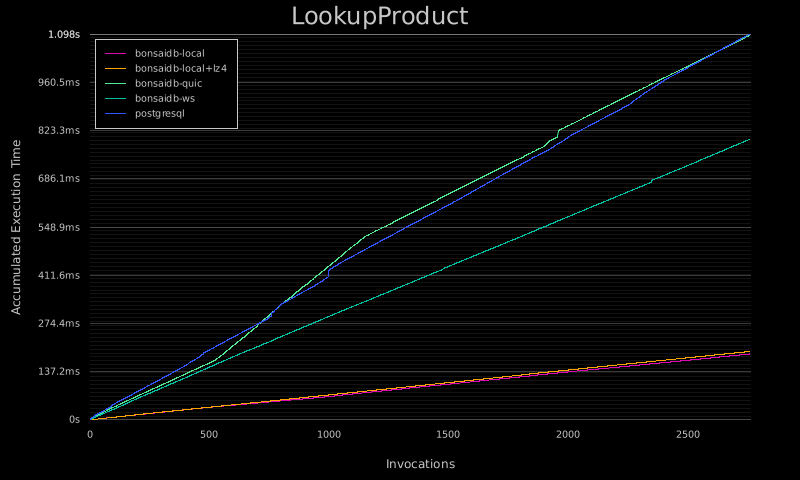 LookupProduct
1.098s
960.5ms
823.3ms
686.1ms
548.9ms
411.6ms
274.4ms
137.2ms
0s
bonsaidb-local
bonsaidb-local+lz4
bonsaidb-quic
bonsaidb-ws
postgresql
Accumulated Execution Time
0 500 1000 1500 2000 2500
Invocations